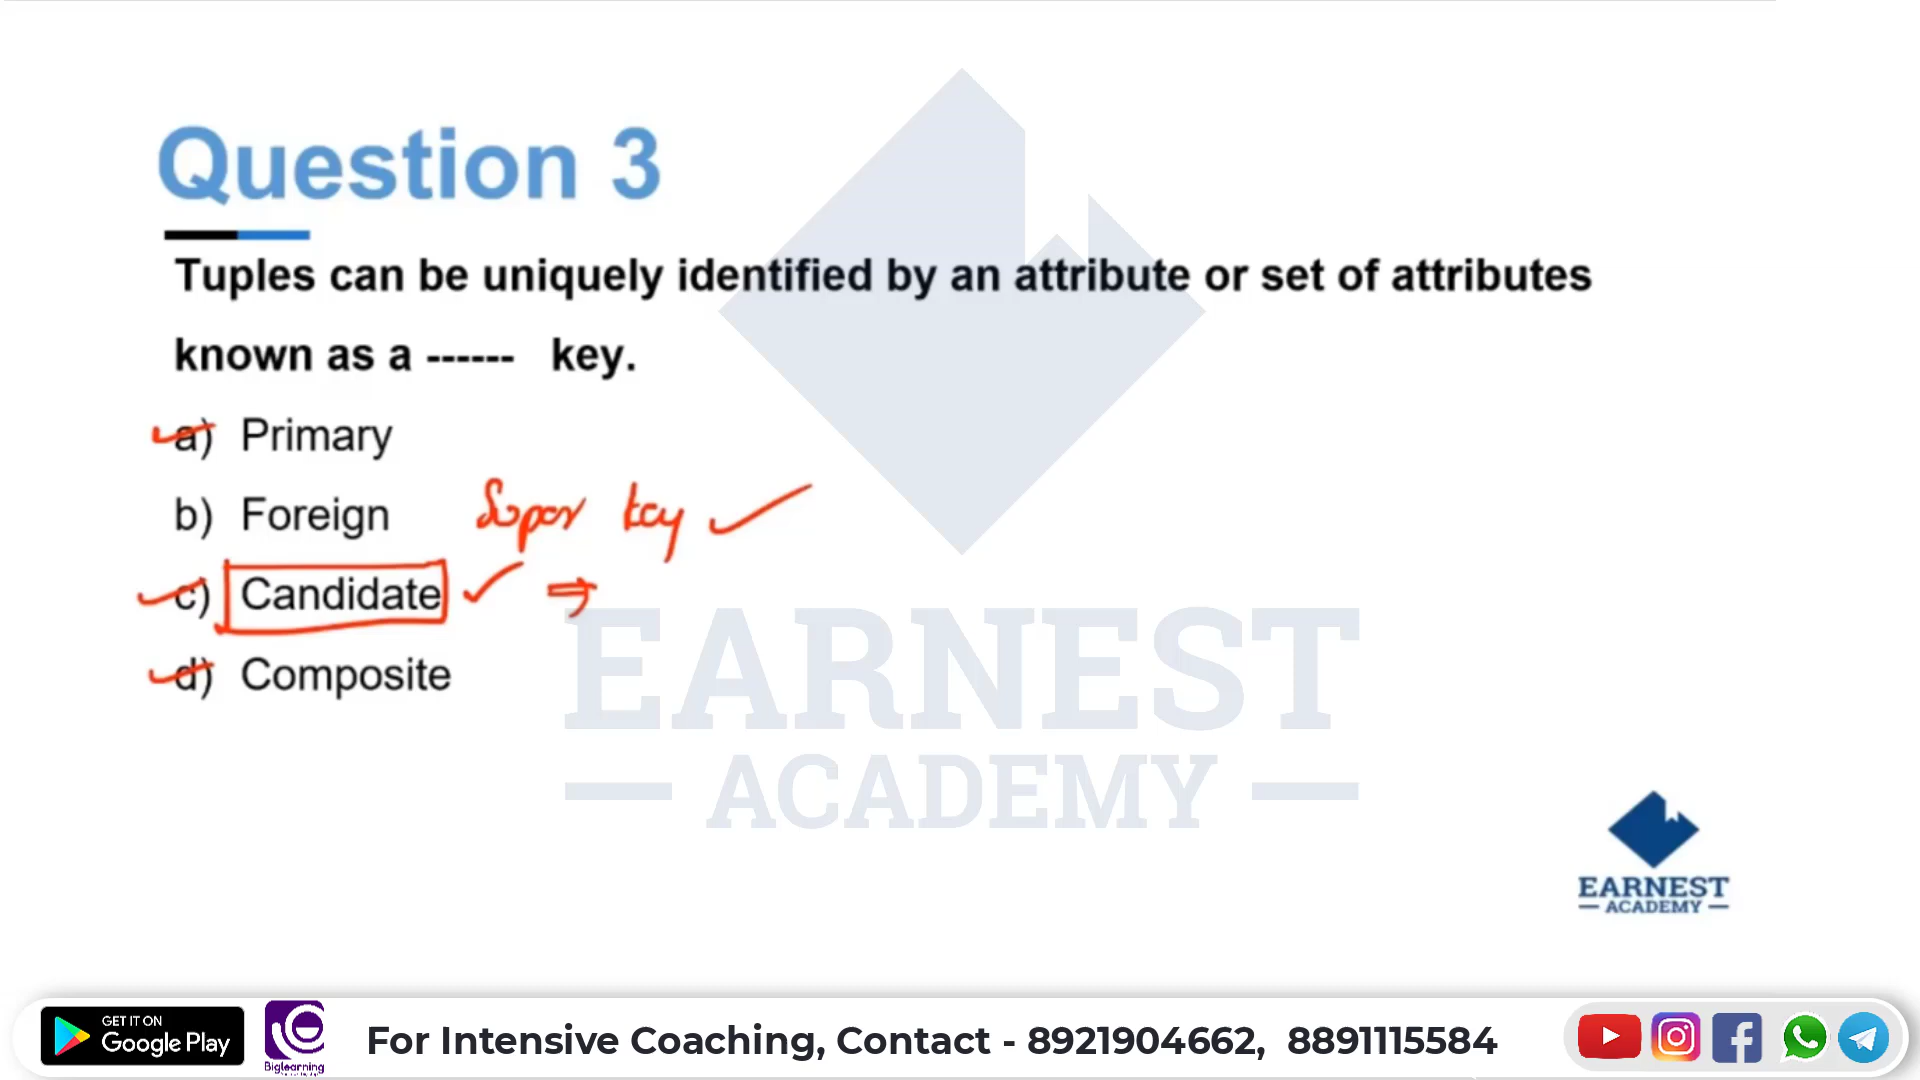 Question 3
Tuples can be uniquely identified by an attribute or set of attributes
known as a ------ key.
a) Primary
b) Foreign
Super key
c) Candidate
d) Composite
EARNEST
ACADEMY
EARNEST
ACADEMY
GET IT ON
Google Play
Biglearning
For Intensive Coaching, Contact - 8921904662, 8891115584